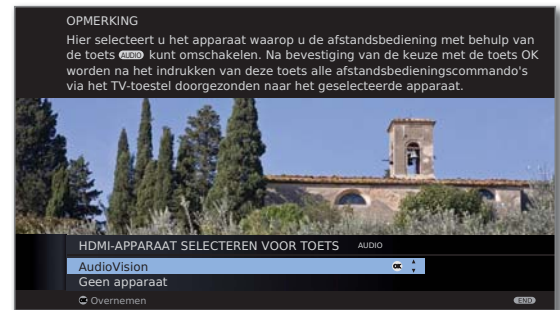 OPMERKING
Hier selecteert u het apparaat waarop u de afstandsbediening met behulp van
de toets AUDIO kunt omschakelen. Na bevestiging van de keuze met de toets OK
worden na het indrukken van deze toets alle afstandsbedieningscommando's
via het TV-toestel doorgezonden naar het geselecteerde apparaat.
HDMI-APPARAAT SELECTEREN VOOR TOETS AUDIO
AudioVision OK
Geen apparaat
OK Overnemen END